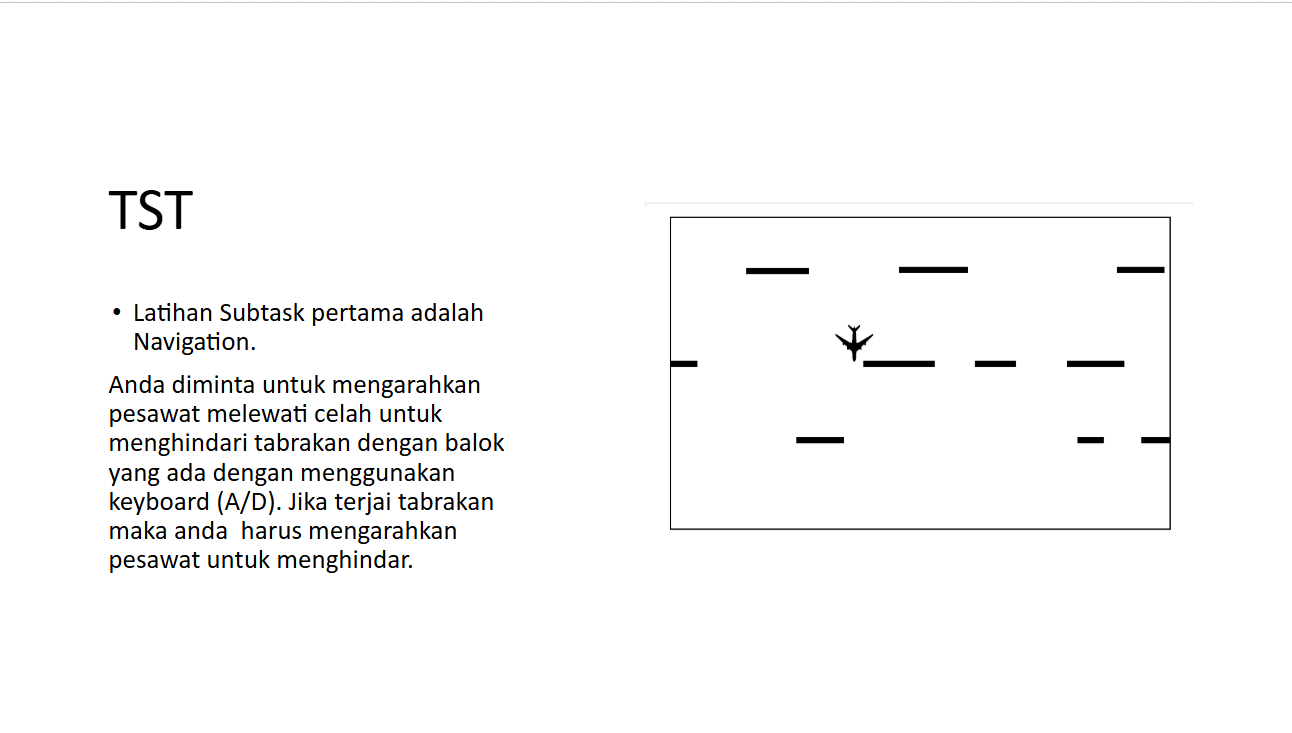 TST
• Latihan Subtask pertama adalah
Navigation.
Anda diminta untuk mengarahkan
pesawat melewati celah untuk
menghindari tabrakan dengan balok
yang ada dengan menggunakan
keyboard (A/D). Jika terjai tabrakan
maka anda  harus mengarahkan
pesawat untuk menghindar.